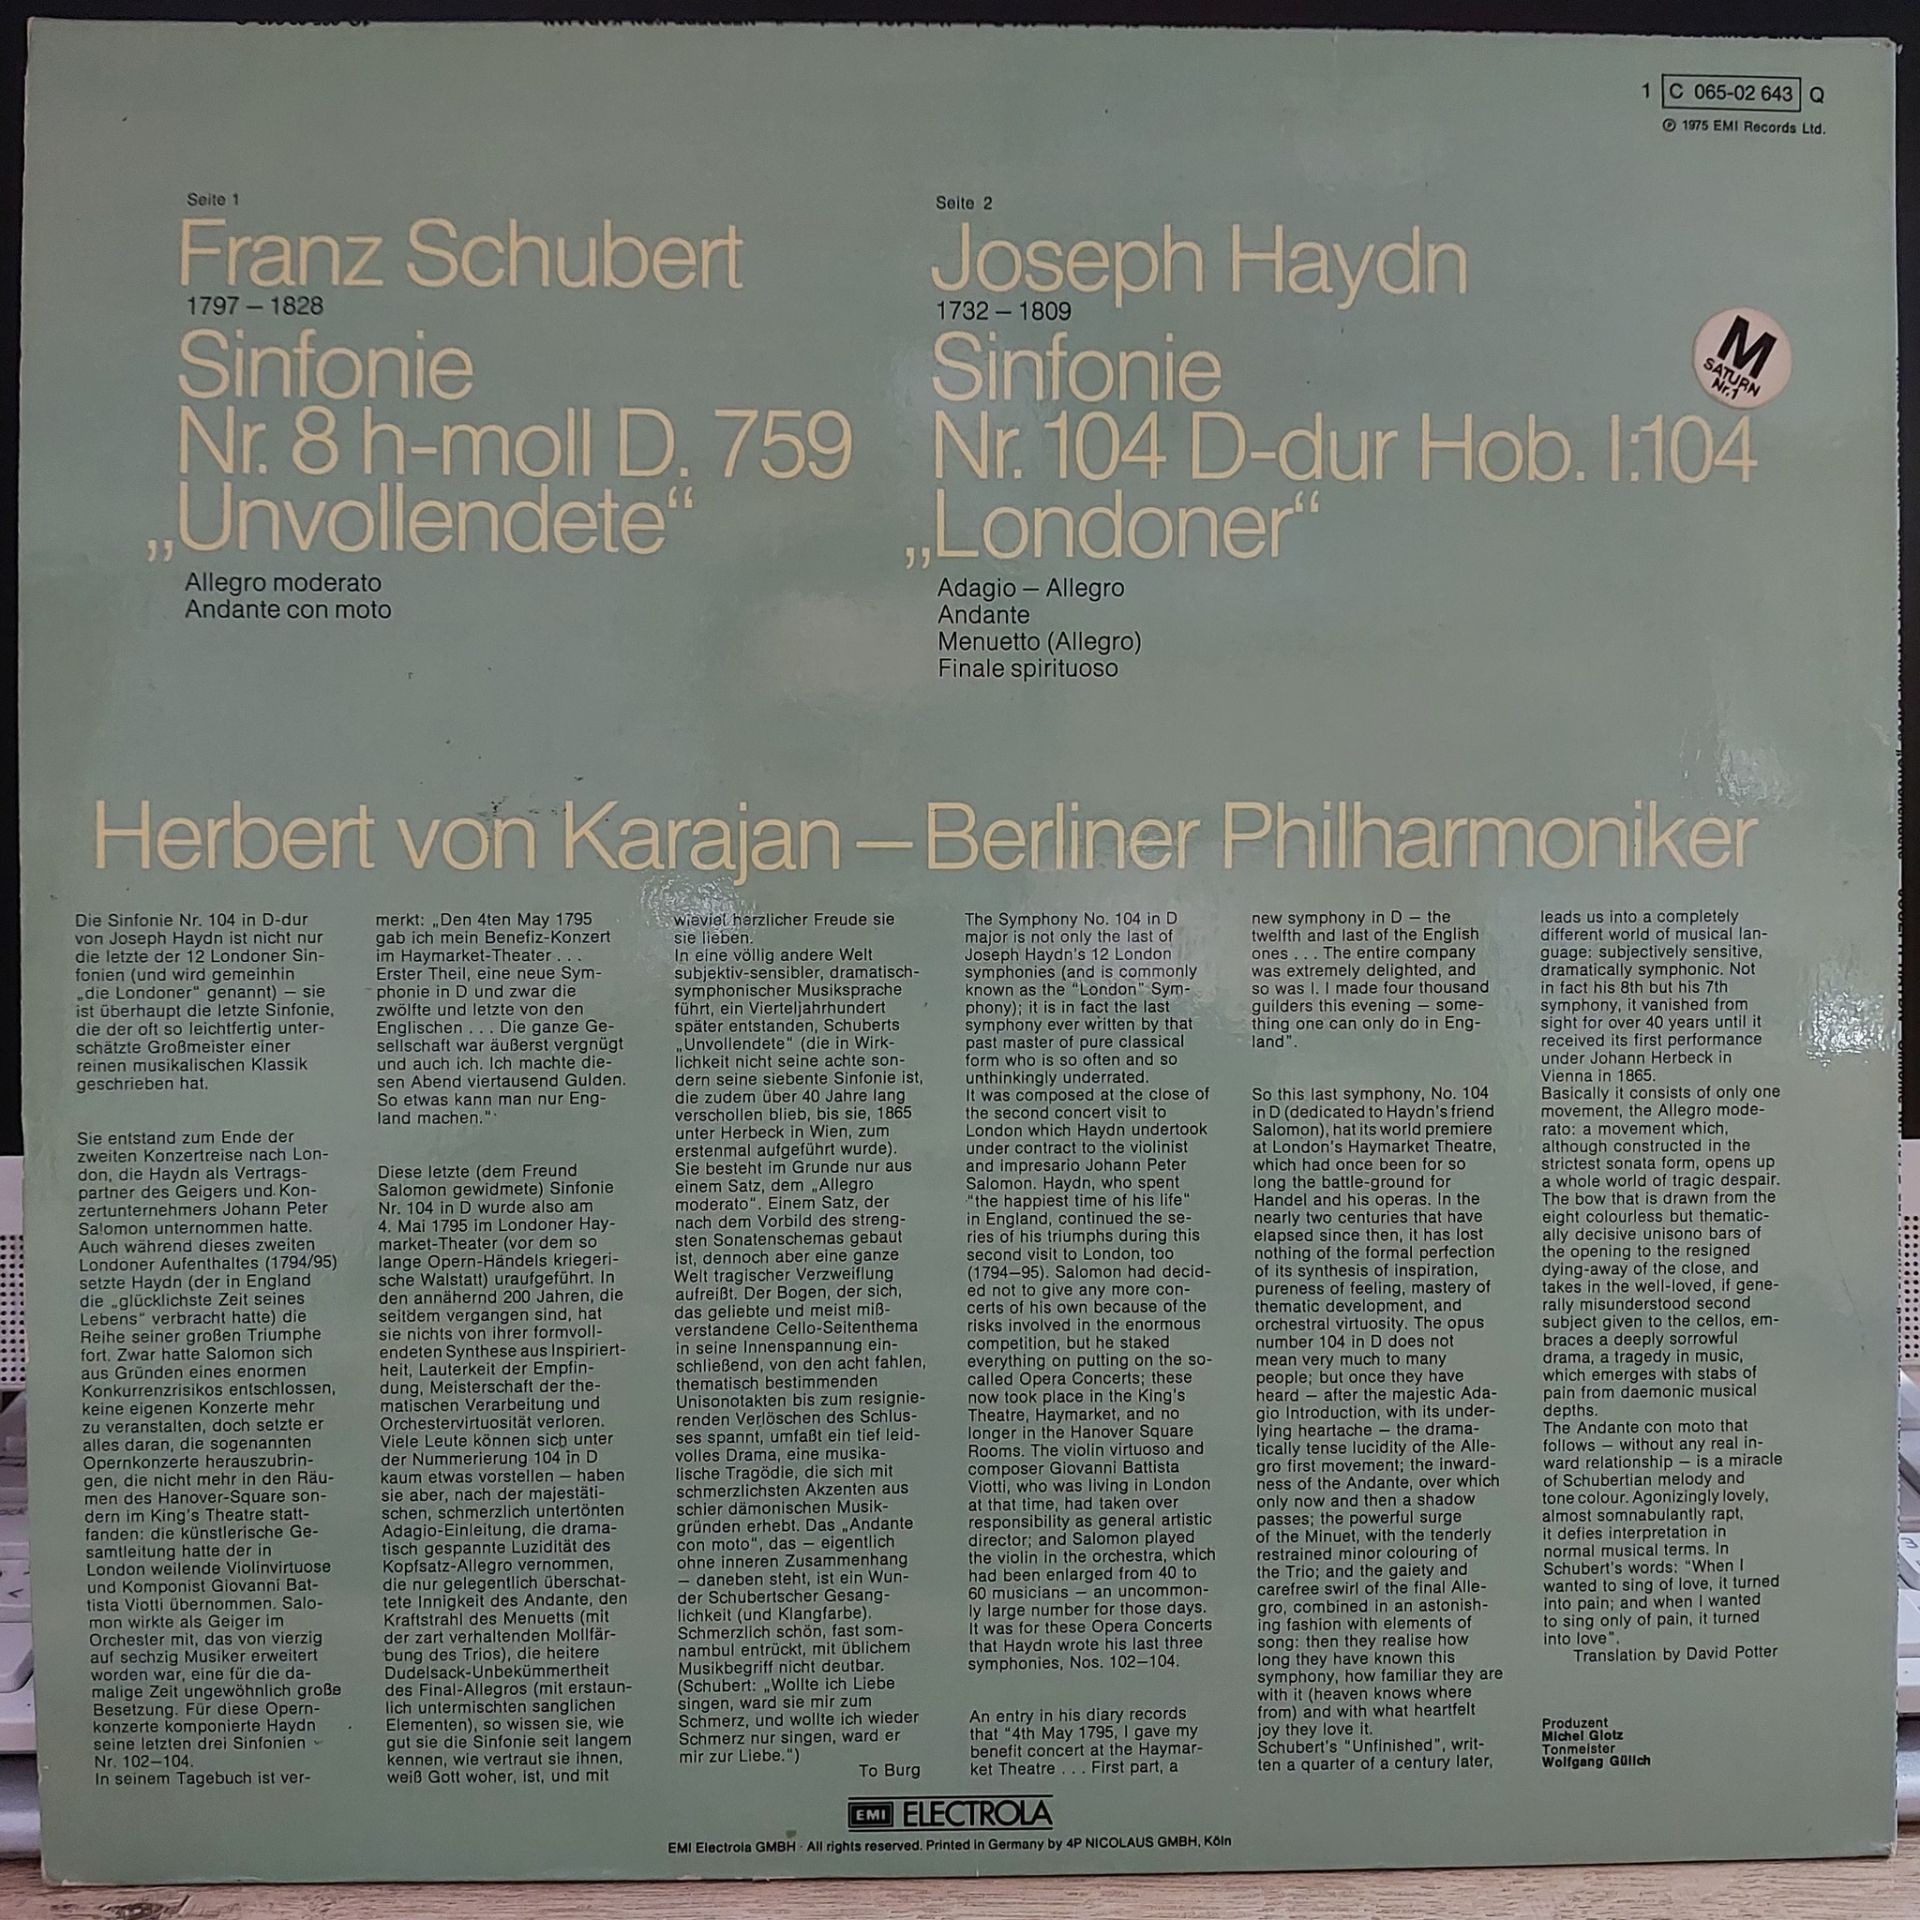 1 C 065-02 643 Q
Ⓟ 1975 EMI Records Ltd.
Seite 1
Franz Schubert
1797 – 1828
Sinfonie
Nr. 8 h-moll D. 759
„Unvollendete“
Allegro moderato
Andante con moto
Seite 2
Joseph Haydn
1732 – 1809
Sinfonie
Nr. 104 D-dur Hob. I:104
„Londoner“
Adagio – Allegro
Andante
Menuetto (Allegro)
Finale spirituoso
M
SATURN
Nr.1
Herbert von Karajan – Berliner Philharmoniker
Die Sinfonie Nr. 104 in D-dur
von Joseph Haydn ist nicht nur
die letzte der 12 Londoner Sin-
fonien (und wird gemeinhin
„die Londoner“ genannt) – sie
ist überhaupt die letzte Sinfonie,
die der oft so leichtfertig unter-
schätzte Großmeister einer
reinen musikalischen Klassik
geschrieben hat.
Sie entstand zum Ende der
zweiten Konzertreise nach Lon-
don, die Haydn als Vertrags-
partner des Geigers und Kon-
zertunternehmers Johann Peter
Salomon unternommen hatte.
Auch während dieses zweiten
Londoner Aufenthaltes (1794/95)
setzte Haydn (der in England
die „glücklichste Zeit seines
Lebens“ verbracht hatte) die
Reihe seiner großen Triumphe
fort. Zwar hatte Salomon sich
aus Gründen eines enormen
Konkurrenzrisikos entschlossen,
keine eigenen Konzerte mehr
zu veranstalten, doch setzte er
alles daran, die sogenannten
Opernkonzerte herauszubrin-
gen, die nicht mehr in den Räu-
men des Hanover-Square son-
dern im King's Theatre statt-
fanden: die künstlerische Ge-
samtleitung hatte der in
London weilende Violinvirtuose
und Komponist Giovanni Bat-
tista Viotti übernommen. Salo-
mon wirkte als Geiger im
Orchester mit, das von vierzig
auf sechzig Musiker erweitert
worden war, eine für die da-
malige Zeit ungewöhnlich große
Besetzung. Für diese Opern-
konzerte komponierte Haydn
seine letzten drei Sinfonien
Nr. 102–104.
In seinem Tagebuch ist ver-
merkt: „Den 4ten May 1795
gab ich mein Benefiz-Konzert
im Haymarket-Theater . . .
Erster Theil, eine neue Sym-
phonie in D und zwar die
zwölfte und letzte von den
Englischen . . . Die ganze Ge-
sellschaft war äußerst vergnügt
und auch ich. Ich machte die-
sen Abend viertausend Gulden.
So etwas kann man nur Eng-
land machen.“
Diese letzte (dem Freund
Salomon gewidmete) Sinfonie
Nr. 104 in D wurde also am
4. Mai 1795 im Londoner Hay-
market-Theater (vor dem so
lange Opern-Händels kriegeri-
sche Walstatt) uraufgeführt. In
den annähernd 200 Jahren, die
seitdem vergangen sind, hat
sie nichts von ihrer formvoll-
endeten Synthese aus Inspiriert-
heit, Lauterkeit der Empfin-
dung, Meisterschaft der the-
matischen Verarbeitung und
Orchestervirtuosität verloren.
Viele Leute können sich unter
der Nummerierung 104 in D
kaum etwas vorstellen – haben
sie aber, nach der majestäti-
schen, schmerzlich untertönten
Adagio-Einleitung, die drama-
tisch gespannte Luzidität des
Kopfsatz-Allegro vernommen,
die nur gelegentlich überschat-
tete Innigkeit des Andante, den
Kraftstrahl des Menuetts (mit
der zart verhaltenden Mollfär-
bung des Trios), die heitere
Dudelsack-Unbekümmertheit
des Final-Allegros (mit erstaun-
lich untermischten sanglichen
Elementen), so wissen sie, wie
gut sie die Sinfonie seit langem
kennen, wie vertraut sie ihnen,
weiß Gott woher, ist, und mit
wieviel herzlicher Freude sie
sie lieben.
In eine völlig andere Welt
subjektiv-sensibler, dramatisch-
symphonischer Musiksprache
führt, ein Vierteljahrhundert
später entstanden, Schuberts
„Unvollendete“ (die in Wirk-
lichkeit nicht seine achte son-
dern seine siebente Sinfonie ist,
die zudem über 40 Jahre lang
verschollen blieb, bis sie, 1865
unter Herbeck in Wien, zum
erstenmal aufgeführt wurde).
Sie besteht im Grunde nur aus
einem Satz, dem „Allegro
moderato“. Einem Satz, der
nach dem Vorbild des streng-
sten Sonatenschemas gebaut
ist, dennoch aber eine ganze
Welt tragischer Verzweiflung
aufreißt. Der Bogen, der sich,
das geliebte und meist miß-
verstandene Cello-Seitenthema
in seine Innenspannung ein-
schließend, von den acht fahlen,
thematisch bestimmenden
Unisonotakten bis zum resignie-
renden Verlöschen des Schlus-
ses spannt, umfaßt ein tief leid-
volles Drama, eine musika-
lische Tragödie, die sich mit
schmerzlichsten Akzenten aus
schier dämonischen Musik-
gründen erhebt. Das „Andante
con moto“, das – eigentlich
ohne inneren Zusammenhang
– daneben steht, ist ein Wun-
der Schubertscher Gesang-
lichkeit (und Klangfarbe).
Schmerzlich schön, fast som-
nambul entrückt, mit üblichem
Musikbegriff nicht deutbar.
(Schubert: „Wollte ich Liebe
singen, ward sie mir zum
Schmerz, und wollte ich wieder
Schmerz nur singen, ward er
mir zur Liebe.“)
To Burg
The Symphony No. 104 in D
major is not only the last of
Joseph Haydn's 12 London
symphonies (and is commonly
known as the "London" Sym-
phony); it is in fact the last
symphony ever written by that
past master of pure classical
form who is so often and so
unthinkingly underrated.
It was composed at the close of
the second concert visit to
London which Haydn undertook
under contract to the violinist
and impresario Johann Peter
Salomon. Haydn, who spent
"the happiest time of his life"
in England, continued the se-
ries of his triumphs during this
second visit to London, too
(1794–95). Salomon had decid-
ed not to give any more con-
certs of his own because of the
risks involved in the enormous
competition, but he staked
everything on putting on the so-
called Opera Concerts; these
now took place in the King's
Theatre, Haymarket, and no
longer in the Hanover Square
Rooms. The violin virtuoso and
composer Giovanni Battista
Viotti, who was living in London
at that time, had taken over
responsibility as general artistic
director; and Salomon played
the violin in the orchestra, which
had been enlarged from 40 to
60 musicians – an uncommon-
ly large number for those days.
It was for these Opera Concerts
that Haydn wrote his last three
symphonies, Nos. 102–104.
An entry in his diary records
that "4th May 1795, I gave my
benefit concert at the Haymar-
ket Theatre . . . First part, a
new symphony in D – the
twelfth and last of the English
ones . . . The entire company
was extremely delighted, and
so was I. I made four thousand
guilders this evening – some-
thing one can only do in Eng-
land".
So this last symphony, No. 104
in D (dedicated to Haydn's friend
Salomon), hat its world premiere
at London's Haymarket Theatre,
which had once been for so
long the battle-ground for
Handel and his operas. In the
nearly two centuries that have
elapsed since then, it has lost
nothing of the formal perfection
of its synthesis of inspiration,
pureness of feeling, mastery of
thematic development, and
orchestral virtuosity. The opus
number 104 in D does not
mean very much to many
people; but once they have
heard – after the majestic Ada-
gio Introduction, with its under-
lying heartache – the drama-
tically tense lucidity of the Alle-
gro first movement; the inward-
ness of the Andante, over which
only now and then a shadow
passes; the powerful surge
of the Minuet, with the tenderly
restrained minor colouring of
the Trio; and the gaiety and
carefree swirl of the final Alle-
gro, combined in an astonish-
ing fashion with elements of
song: then they realise how
long they have known this
symphony, how familiar they are
with it (heaven knows where
from) and with what heartfelt
joy they love it.
Schubert's "Unfinished", writ-
ten a quarter of a century later,
leads us into a completely
different world of musical lan-
guage: subjectively sensitive,
dramatically symphonic. Not
in fact his 8th but his 7th
symphony, it vanished from
sight for over 40 years until it
received its first performance
under Johann Herbeck in
Vienna in 1865.
Basically it consists of only one
movement, the Allegro mode-
rato: a movement which,
although constructed in the
strictest sonata form, opens up
a whole world of tragic despair.
The bow that is drawn from the
eight colourless but thematic-
ally decisive unisono bars of
the opening to the resigned
dying-away of the close, and
takes in the well-loved, if gene-
rally misunderstood second
subject given to the cellos, em-
braces a deeply sorrowful
drama, a tragedy in music,
which emerges with stabs of
pain from daemonic musical
depths.
The Andante con moto that
follows – without any real in-
ward relationship – is a miracle
of Schubertian melody and
tone colour. Agonizingly lovely,
almost somnabulantly rapt,
it defies interpretation in
normal musical terms. In
Schubert's words: "When I
wanted to sing of love, it turned
into pain; and when I wanted
to sing only of pain, it turned
into love".
Translation by David Potter
Produzent
Michel Glotz
Tonmeister
Wolfgang Gülich
EMI ELECTROLA
EMI Electrola GMBH · All rights reserved. Printed in Germany by 4P NICOLAUS GMBH, Köln